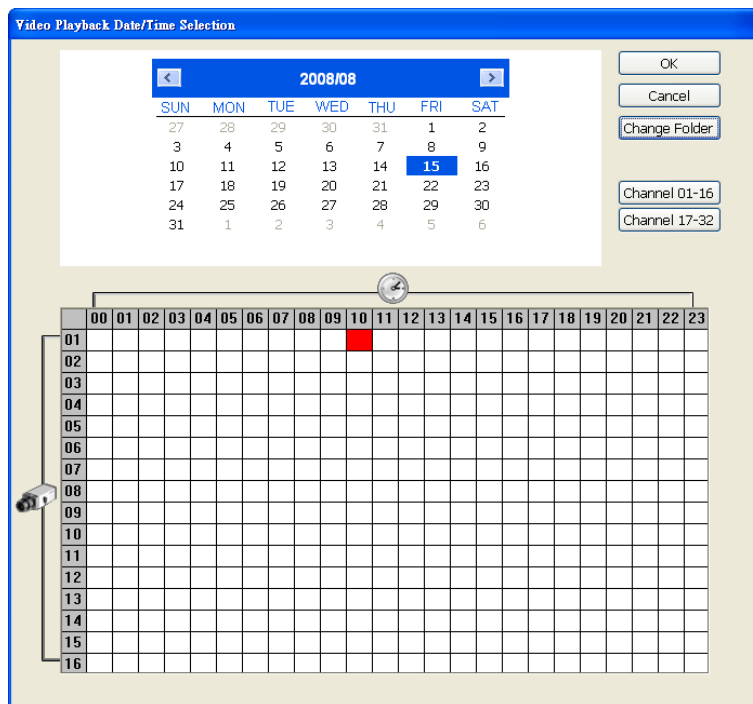 Video Playback Date/Time Selection
2008/08
SUN MON TUE WED THU FRI SAT
27 28 29 30 31 1 2
3 4 5 6 7 8 9
10 11 12 13 14 15 16
17 18 19 20 21 22 23
24 25 26 27 28 29 30
31 1 2 3 4 5 6
OK
Cancel
Change Folder
Channel 01-16
Channel 17-32
00 01 02 03 04 05 06 07 08 09 10 11 12 13 14 15 16 17 18 19 20 21 22 23
01
02
03
04
05
06
07
08
09
10
11
12
13
14
15
16